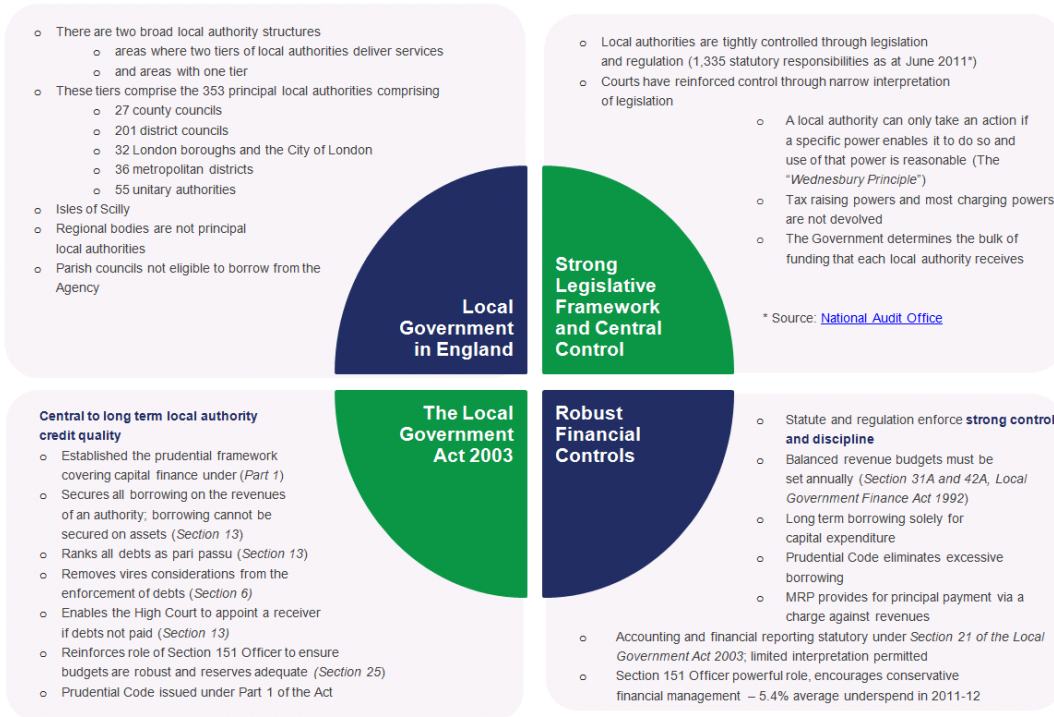 o There are two broad local authority structures
o areas where two tiers of local authorities deliver services
o and areas with one tier
o These tiers comprise the 353 principal local authorities comprising
o 27 county councils
o 201 district councils
o 32 London boroughs and the City of London
o 36 metropolitan districts
o 55 unitary authorities
o Isles of Scilly
o Regional bodies are not principal
local authorities
o Parish councils not eligible to borrow from the
Agency
Local
Government
in England
o Local authorities are tightly controlled through legislation
and regulation (1,335 statutory responsibilities as at June 2011*)
o Courts have reinforced control through narrow interpretation
of legislation
o A local authority can only take an action if
a specific power enables it to do so and
use of that power is reasonable (The
“Wednesbury Principle”)
o Tax raising powers and most charging powers
are not devolved
o The Government determines the bulk of
funding that each local authority receives
* Source: National Audit Office
Strong
Legislative
Framework
and Central
Control
Central to long term local authority
credit quality
o Established the prudential framework
covering capital finance under (Part 1)
o Secures all borrowing on the revenues
of an authority; borrowing cannot be
secured on assets (Section 13)
o Ranks all debts as pari passu (Section 13)
o Removes vires considerations from the
enforcement of debts (Section 6)
o Enables the High Court to appoint a receiver
if debts not paid (Section 13)
o Reinforces role of Section 151 Officer to ensure
budgets are robust and reserves adequate (Section 25)
o Prudential Code issued under Part 1 of the Act
The Local
Government
Act 2003
Robust
Financial
Controls
o Statute and regulation enforce strong control
and discipline
o Balanced revenue budgets must be
set annually (Section 31A and 42A, Local
Government Finance Act 1992)
o Long term borrowing solely for
capital expenditure
o Prudential Code eliminates excessive
borrowing
o MRP provides for principal payment via a
charge against revenues
o Accounting and financial reporting statutory under Section 21 of the Local
Government Act 2003; limited interpretation permitted
o Section 151 Officer powerful role, encourages conservative
financial management – 5.4% average underspend in 2011-12